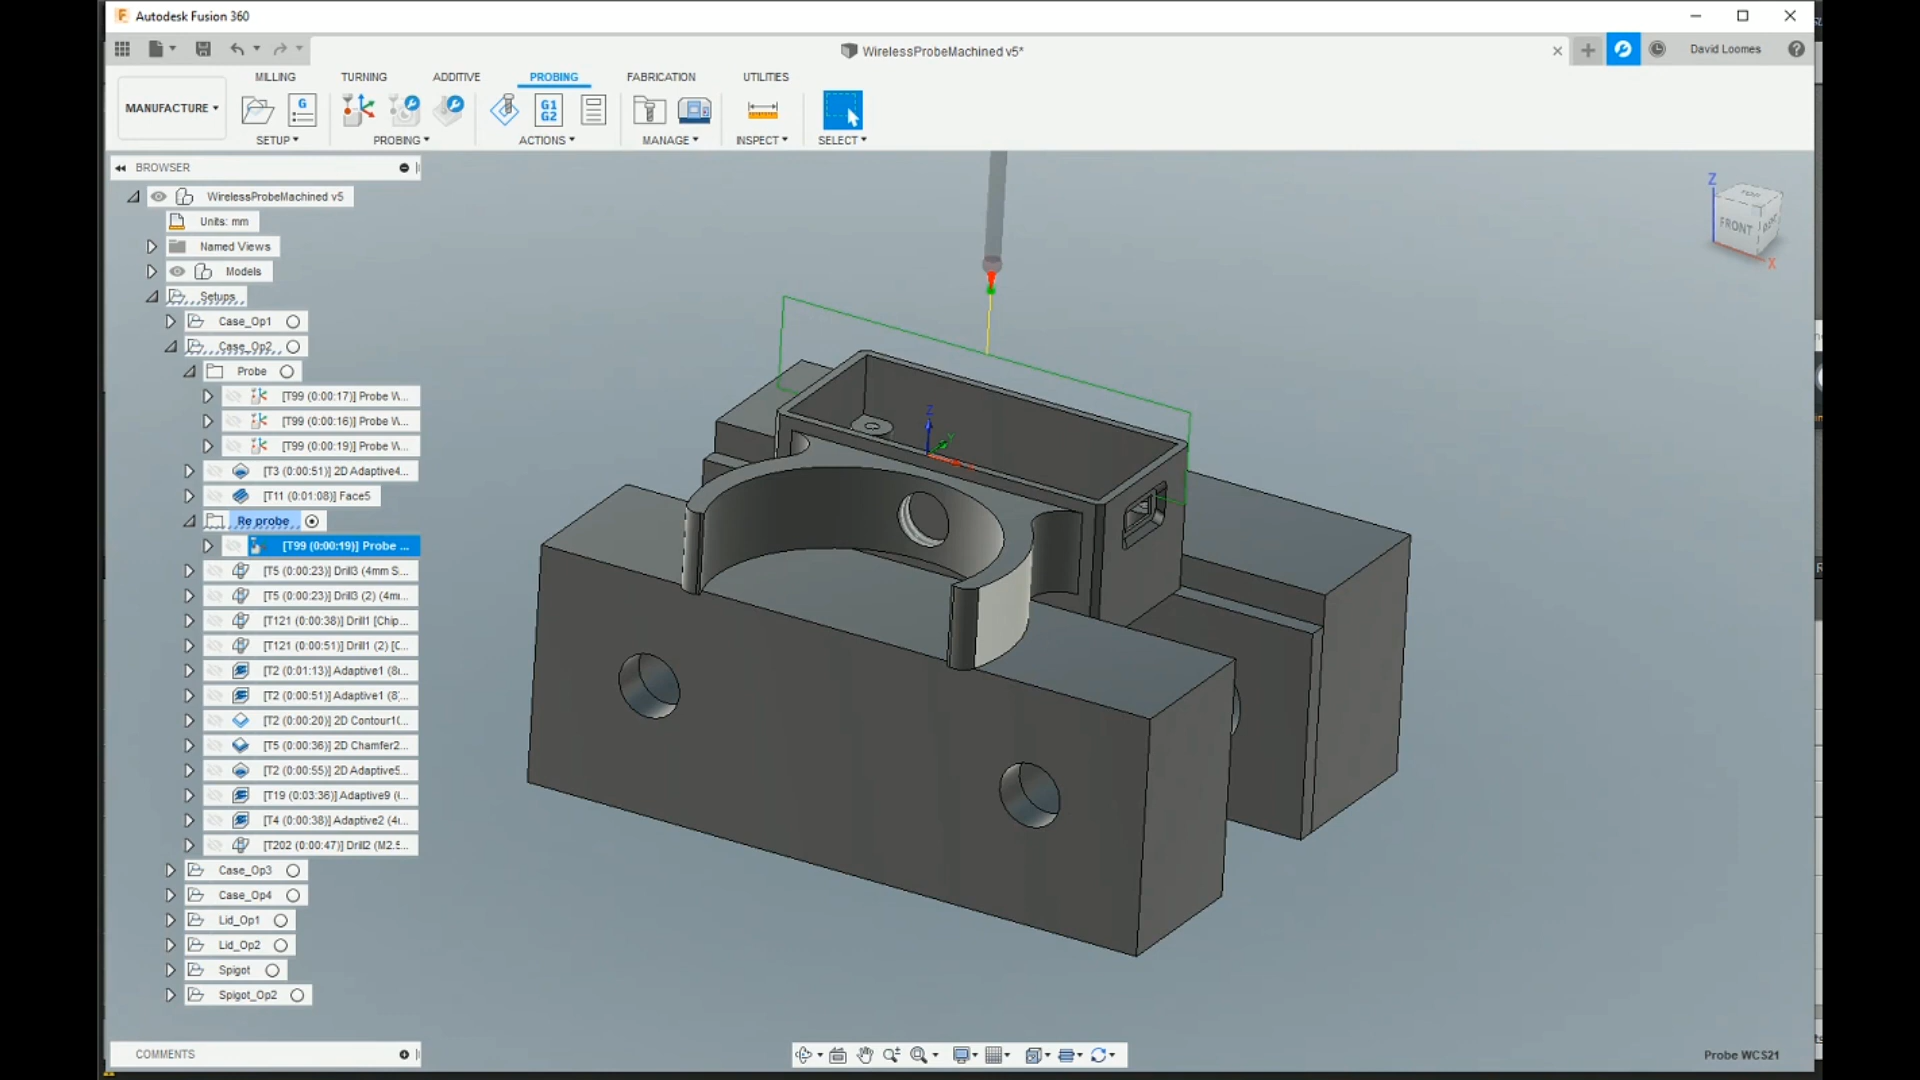 Autodesk Fusion 360
WirelessProbeMachined v5*
David Loomes
MILLING TURNING ADDITIVE PROBING FABRICATION UTILITIES
MANUFACTURE
G
G1
G2
SETUP PROBING ACTIONS MANAGE INSPECT SELECT
BROWSER
WirelessProbeMachined v5
Units: mm
Named Views
Models
Setups
Case_Op1
Case_Op2
Probe
[T99 (0:00:17)] Probe W...
[T99 (0:00:16)] Probe W...
[T99 (0:00:19)] Probe W...
[T3 (0:00:51)] 2D Adaptive4...
[T11 (0:01:08)] Face5
Re probe
[T99 (0:00:19)] Probe ...
[T5 (0:00:23)] Drill3 (4mm S...
[T5 (0:00:23)] Drill3 (2) (4m...
[T121 (0:00:38)] Drill1 [Chip...
[T121 (0:00:51)] Drill1 (2) [C...
[T2 (0:01:13)] Adaptive1 (8...
[T2 (0:00:51)] Adaptive1 (8)...
[T2 (0:00:20)] 2D Contour1(...
[T5 (0:00:36)] 2D Chamfer2...
[T2 (0:00:55)] 2D Adaptive5...
[T19 (0:03:36)] Adaptive9 (...
[T4 (0:00:38)] Adaptive2 (4...
[T202 (0:00:47)] Drill2 (M2.5...
Case_Op3
Case_Op4
Lid_Op1
Lid_Op2
Spigot
Spigot_Op2
COMMENTS
Z
TOP
FRONT
X
Z
Probe WCS21